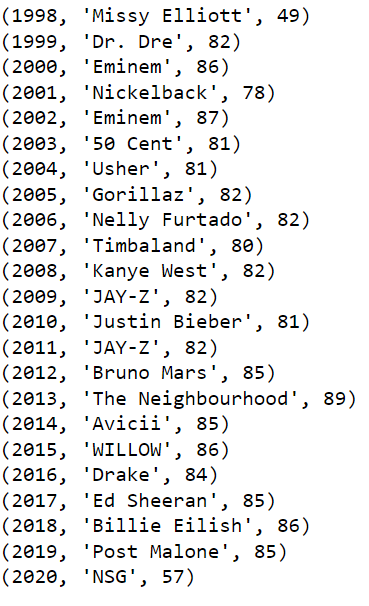 (1998, 'Missy Elliott', 49)
(1999, 'Dr. Dre', 82)
(2000, 'Eminem', 86)
(2001, 'Nickelback', 78)
(2002, 'Eminem', 87)
(2003, '50 Cent', 81)
(2004, 'Usher', 81)
(2005, 'Gorillaz', 82)
(2006, 'Nelly Furtado', 82)
(2007, 'Timbaland', 80)
(2008, 'Kanye West', 82)
(2009, 'JAY-Z', 82)
(2010, 'Justin Bieber', 81)
(2011, 'JAY-Z', 82)
(2012, 'Bruno Mars', 85)
(2013, 'The Neighbourhood', 89)
(2014, 'Avicii', 85)
(2015, 'WILLOW', 86)
(2016, 'Drake', 84)
(2017, 'Ed Sheeran', 85)
(2018, 'Billie Eilish', 86)
(2019, 'Post Malone', 85)
(2020, 'NSG', 57)